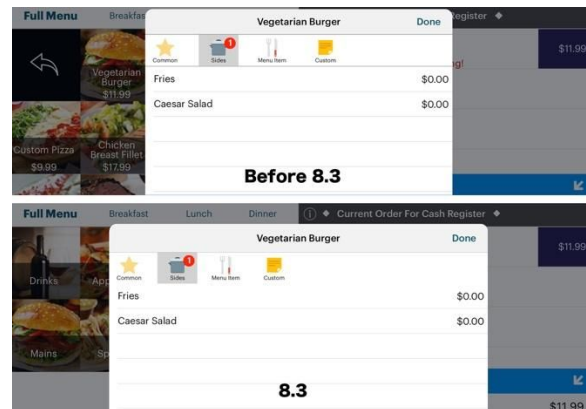 Full Menu Breakfas Vegetarian Burger Done Register ◆
Common Sides 1 Menu Item Custom
$11.99
Vegetarian
Burger
$11.99
Fries $0.00
Caesar Salad $0.00
Custom Pizza
$9.99
Chicken
Breast Fillet
$17.99
Before 8.3
Full Menu Breakfast Lunch Dinner ◆ Current Order For Cash Register ◆
Vegetarian Burger Done
$11.99
Common Sides 1 Menu Item Custom
Drinks App
Fries $0.00
Caesar Salad $0.00
Mains Sp
8.3
$11.99